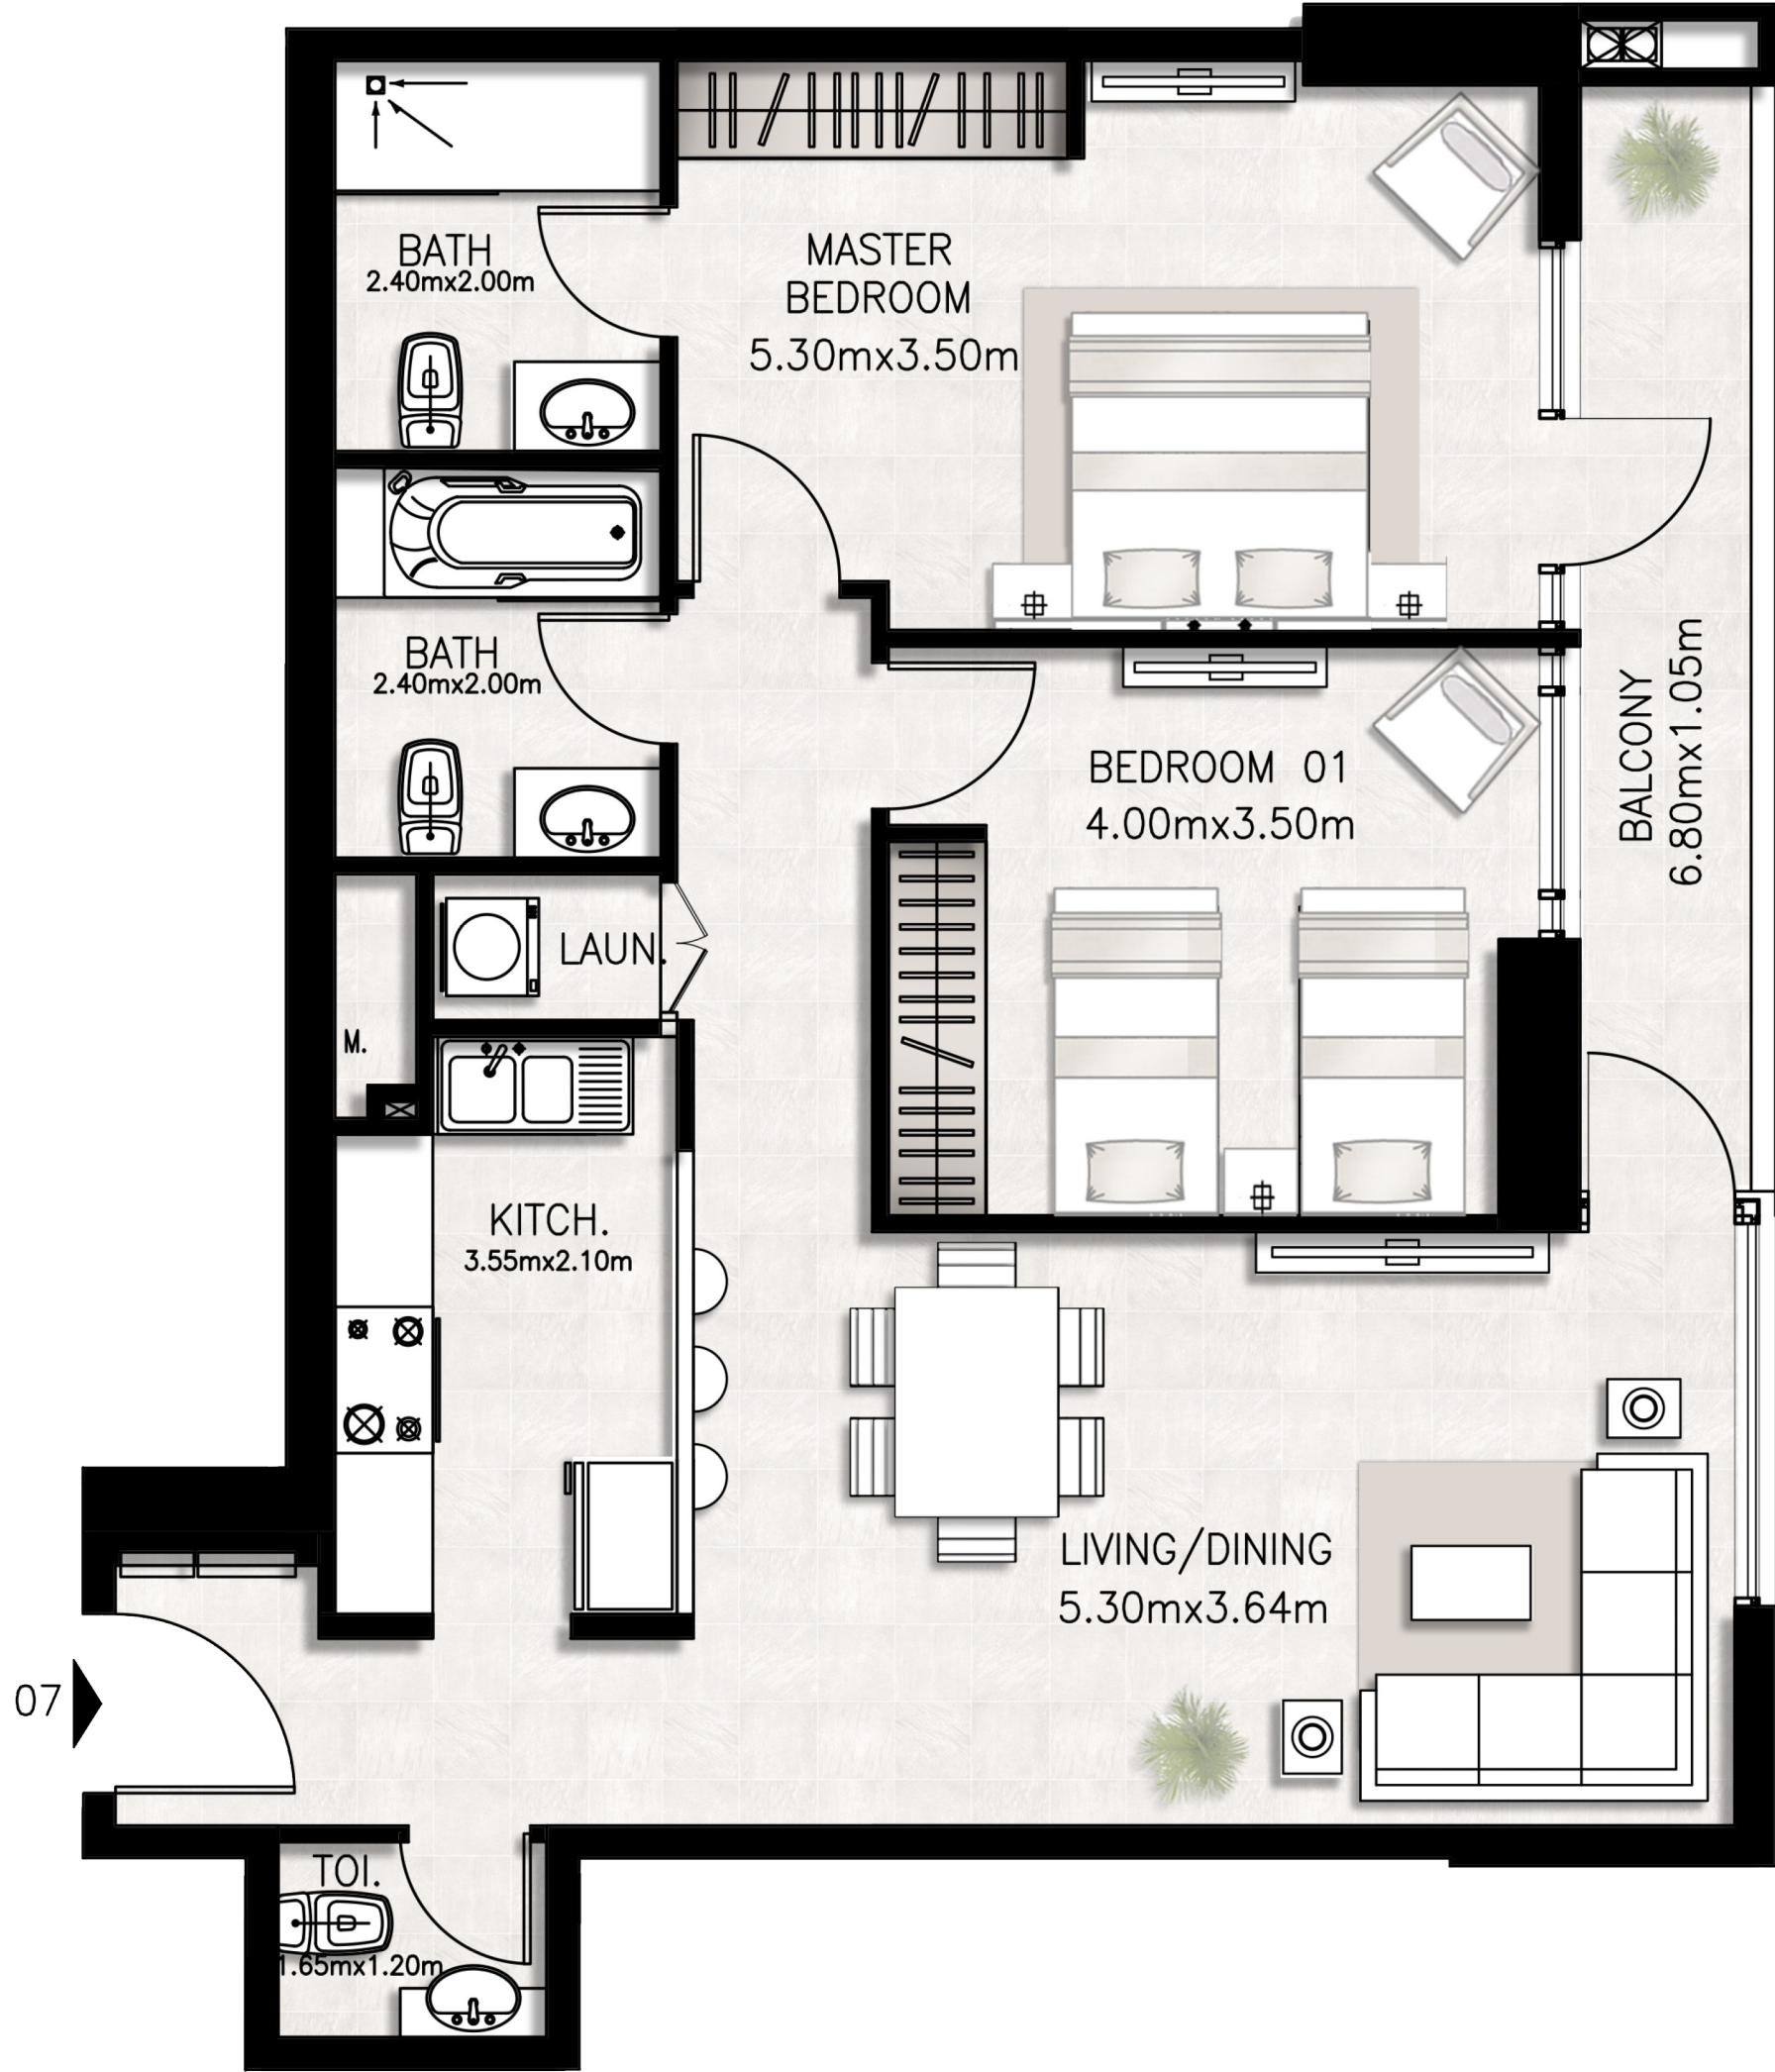 BATH
2.40mx2.00m
MASTER
BEDROOM
5.30mx3.50m
BATH
2.40mx2.00m
BEDROOM 01
4.00mx3.50m
BALCONY
6.80mx1.05m
LAUN.
M.
KITCH.
3.55mx2.10m
LIVING/DINING
5.30mx3.64m
07
TOI.
1.65mx1.20m